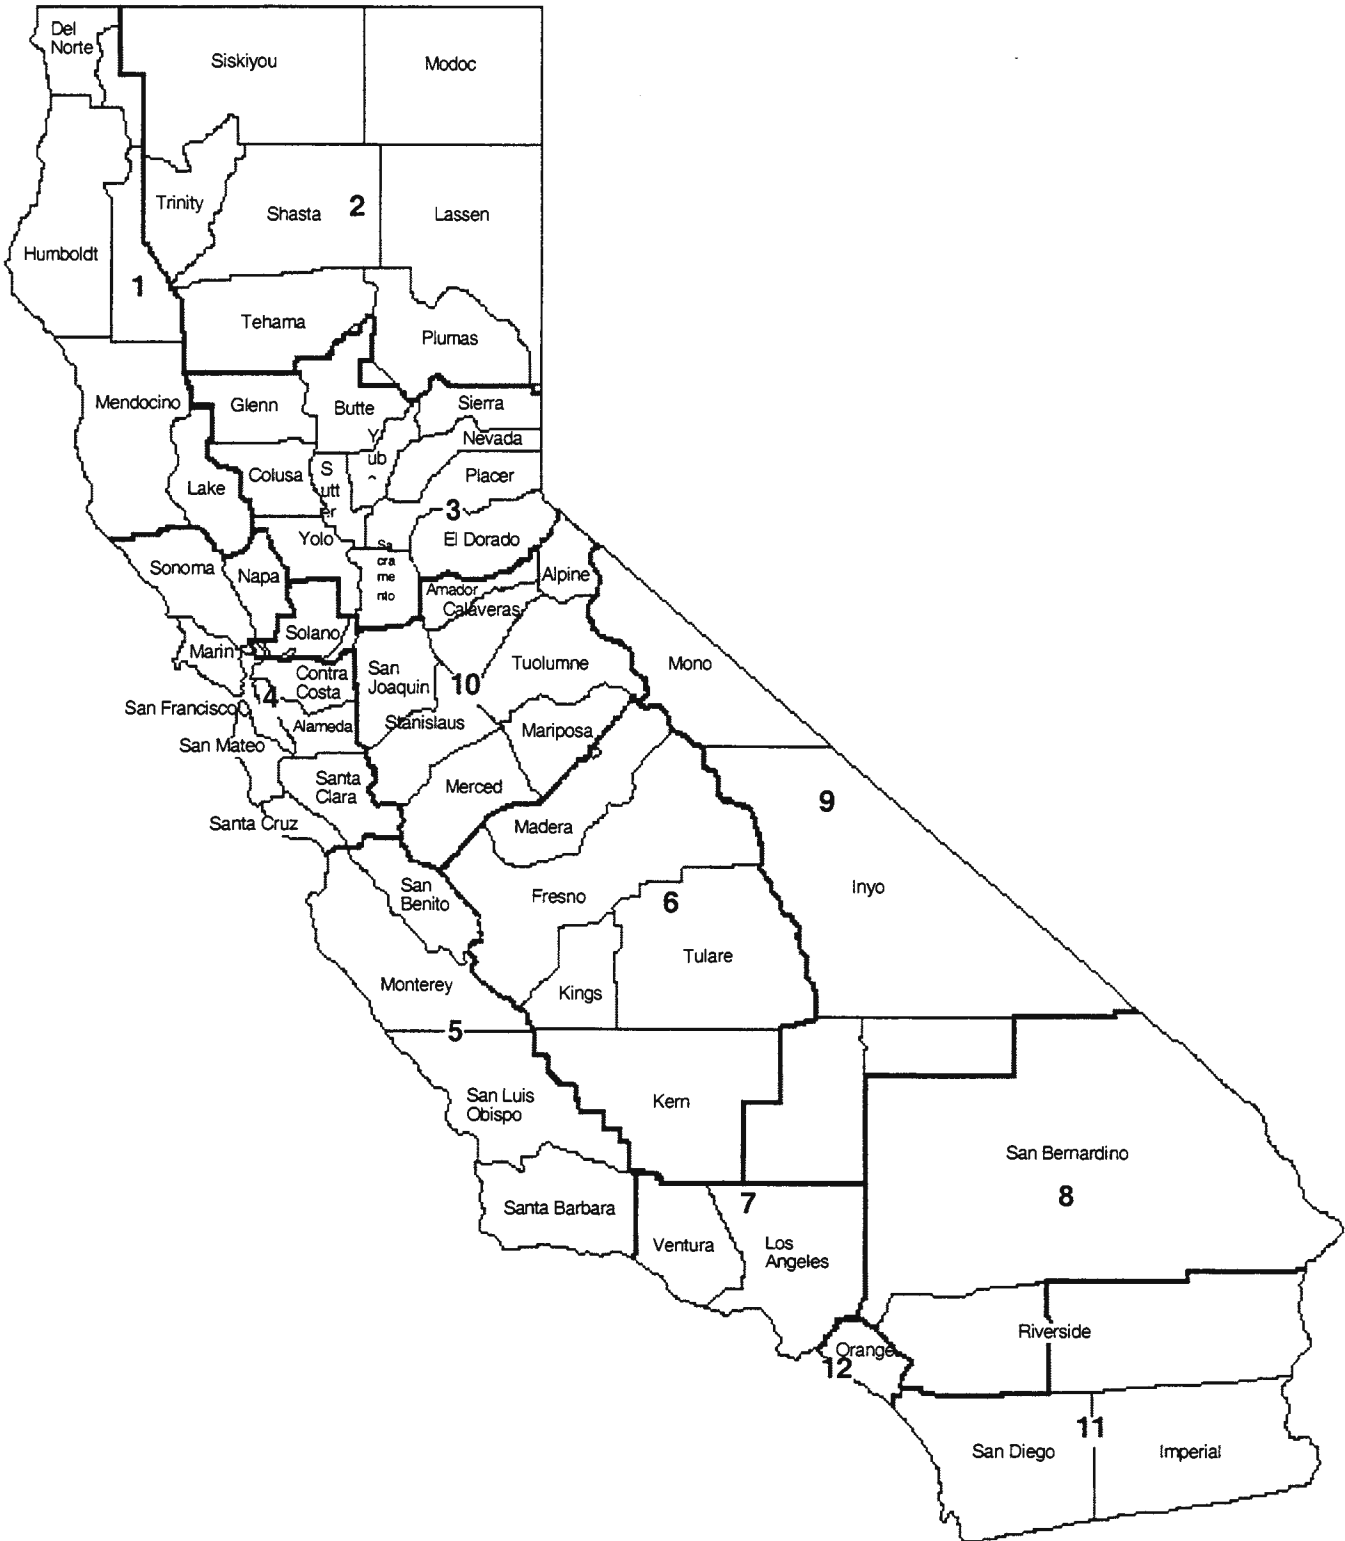 Del
Norte
Siskiyou
Modoc
Trinity
Shasta
2
Lassen
Humboldt
1
Tehama
Plumas
Mendocino
Glenn
Butte
Sierra
Y
ub
Nevada
Colusa
S
utt
er
Placer
Lake
3
Yolo
El Dorado
Sa
cra
me
nto
Sonoma
Napa
Amador
Alpine
Calaveras
Solano
Marin
Contra
Costa
San
Joaquin
Tuolumne
Mono
10
4
San Francisco
Alameda
Stanislaus
Mariposa
San Mateo
Santa
Clara
Merced
9
Santa Cruz
Madera
San
Benito
Fresno
6
Inyo
Tulare
Monterey
Kings
5
San Luis
Obispo
Kern
San Bernardino
8
Santa Barbara
7
Ventura
Los
Angeles
Riverside
Orange
12
11
San Diego
Imperial